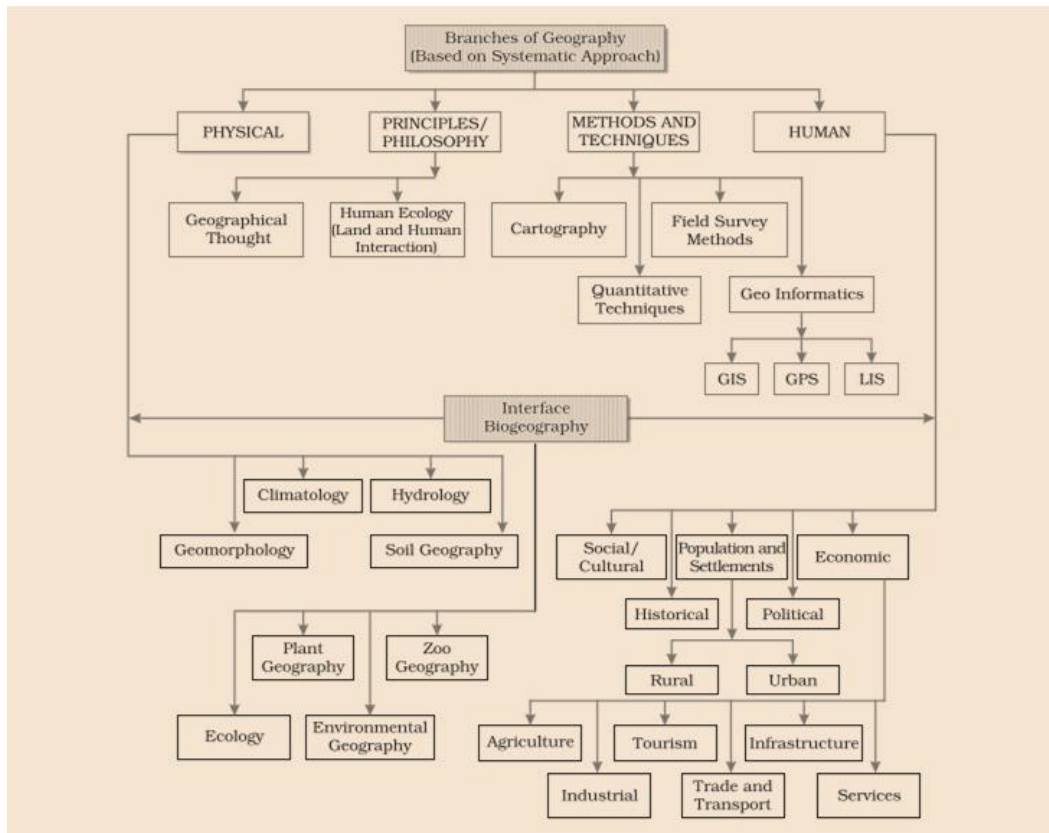 Branches of Geography
(Based on Systematic Approach)
PHYSICAL
PRINCIPLES/
PHILOSOPHY
METHODS AND
TECHNIQUES
HUMAN
Geographical
Thought
Human Ecology
(Land and Human
Interaction)
Cartography
Field Survey
Methods
Quantitative
Techniques
Geo Informatics
GIS
GPS
LIS
Interface
Biogeography
Climatology
Hydrology
Geomorphology
Soil Geography
Social/
Cultural
Population and
Settlements
Economic
Historical
Political
Rural
Urban
Plant
Geography
Zoo
Geography
Ecology
Environmental
Geography
Agriculture
Tourism
Infrastructure
Industrial
Trade and
Transport
Services